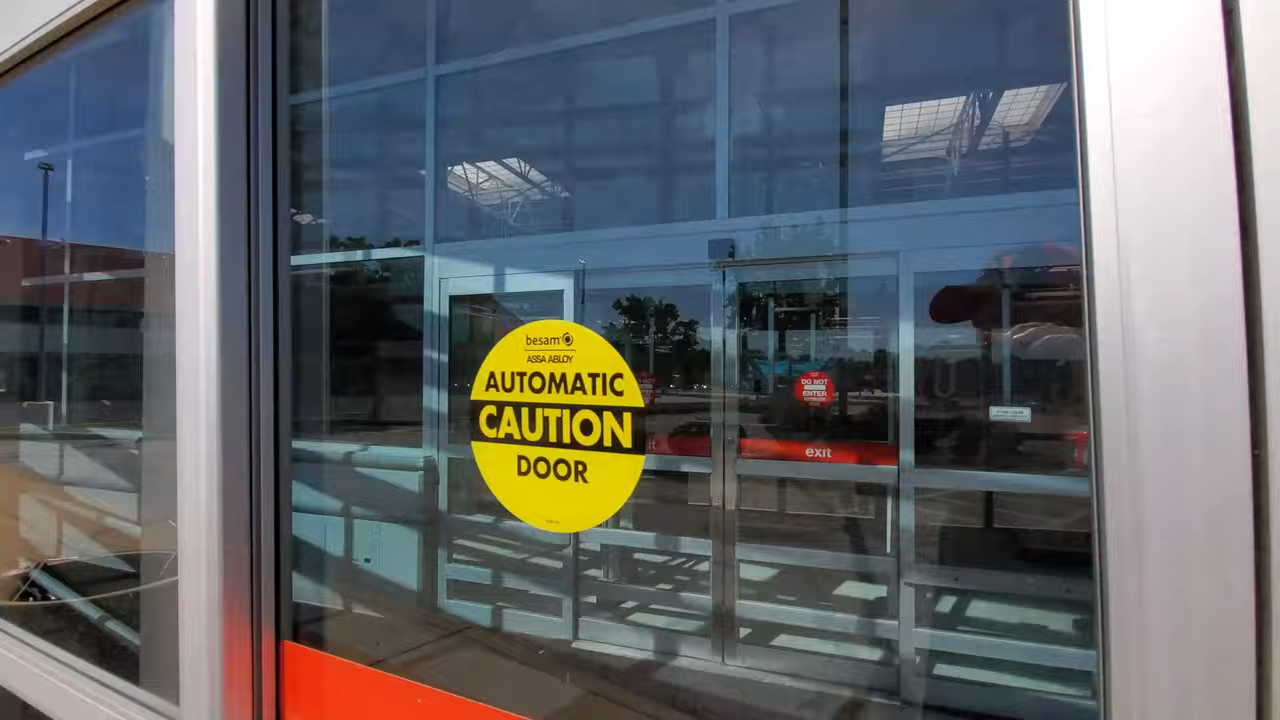 besam
ASSA ABLOY
AUTOMATIC
CAUTION
DOOR
DO NOT
ENTER
exit